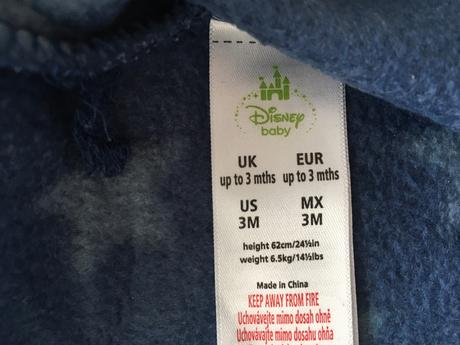 Disney
baby
UK EUR
up to 3 mths up to 3 mths
US MX
3M 3M
height 62cm/24½in
weight 6.5kg/14½lbs
Made in China
KEEP AWAY FROM FIRE
Uchovávejte mimo dosah ohně
Uchovávajte mimo dosahu ohňa